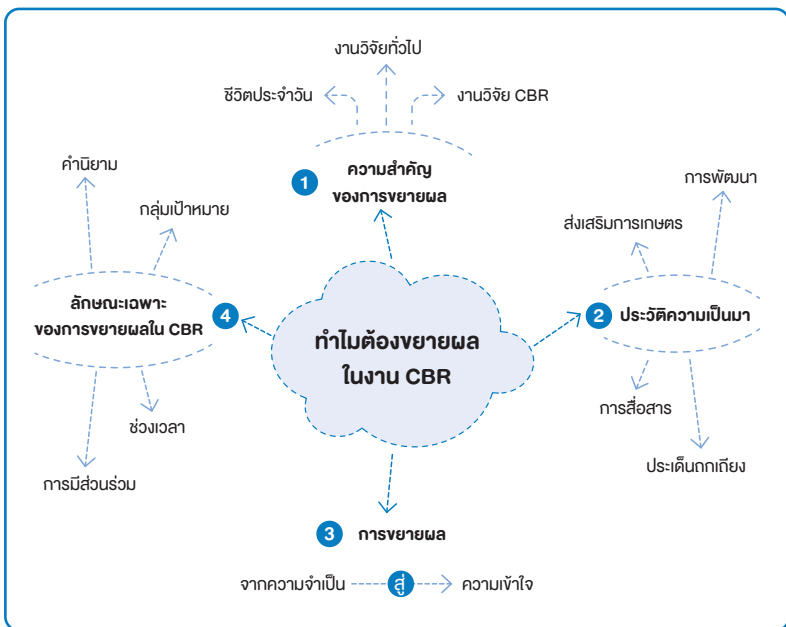 งานวิจัยทั่วไป
ชีวิตประจำวัน
งานวิจัย CBR
1
ความสำคัญ
ของการขยายผล
คำนิยาม
กลุ่มเป้าหมาย
ลักษณะเฉพาะ
ของการขยายผลใน CBR
4
ช่วงเวลา
การมีส่วนร่วม
ทำไมต้องขยายผล
ในงาน CBR
การพัฒนา
ส่งเสริมการเกษตร
2
ประวัติความเป็นมา
การสื่อสาร
ประเด็นถกเถียง
3
การขยายผล
จากความจำเป็น สู่ ความเข้าใจ